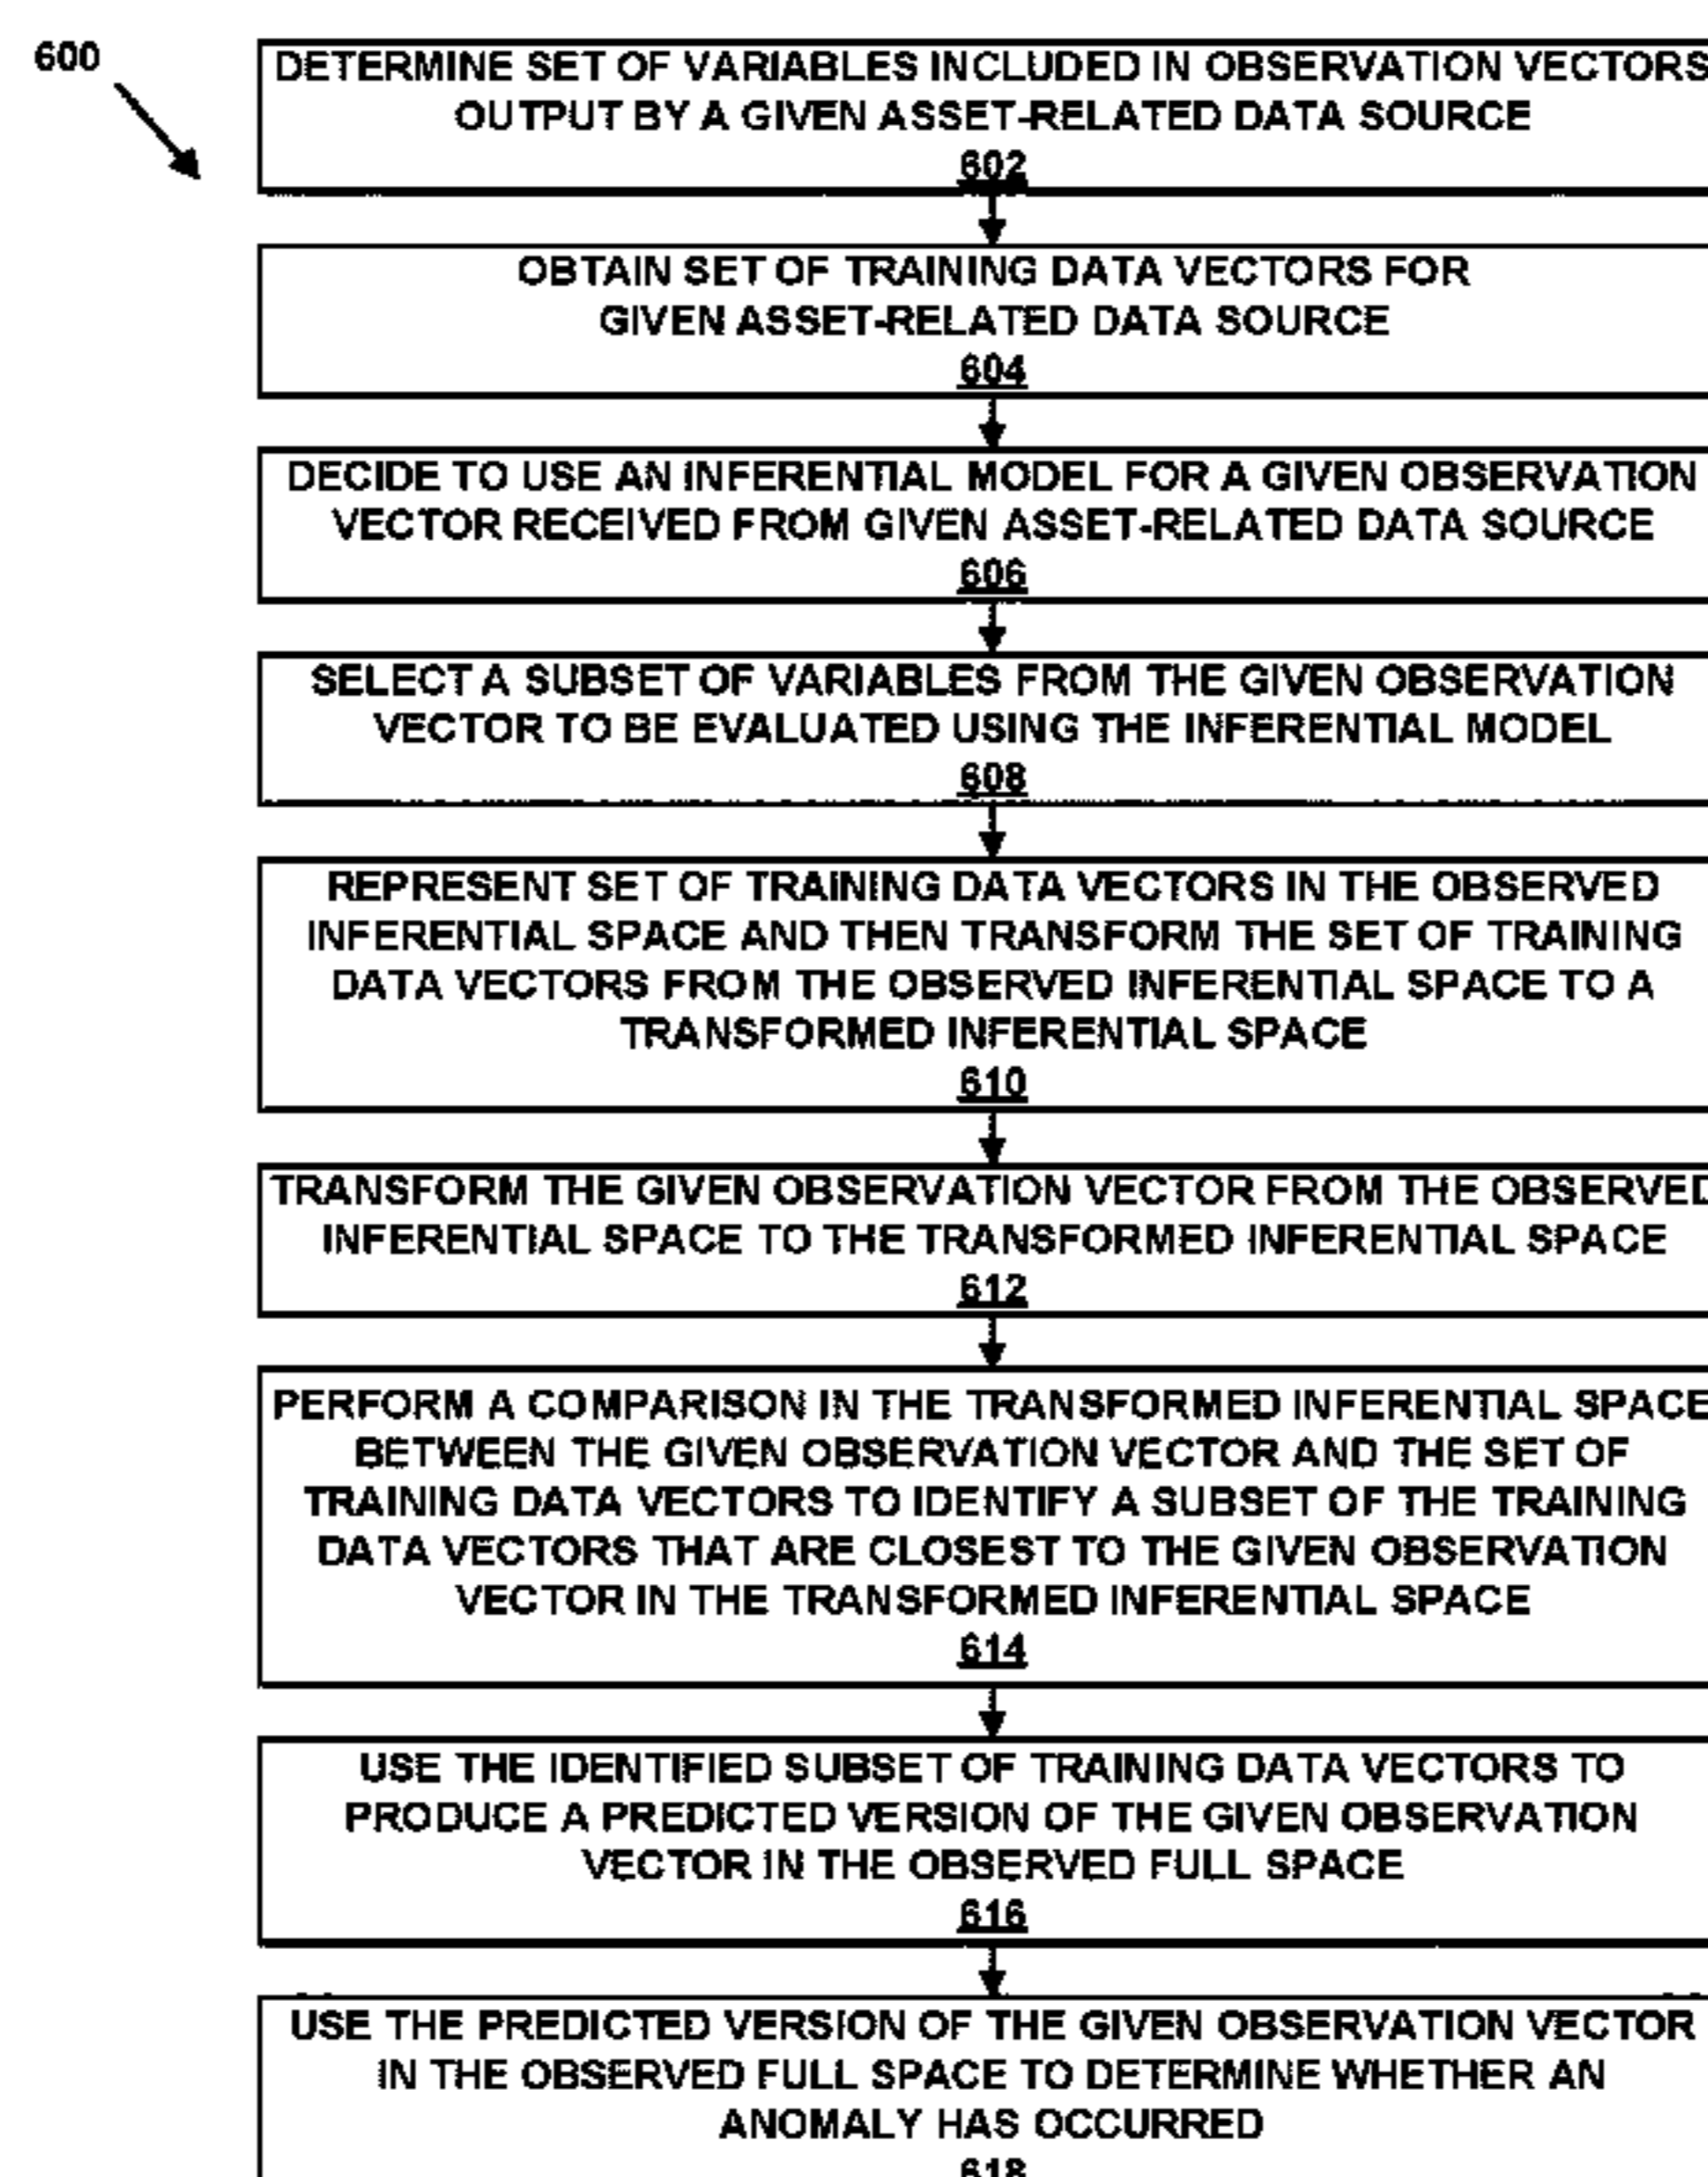 600
DETERMINE SET OF VARIABLES INCLUDED IN OBSERVATION VECTORS
OUTPUT BY A GIVEN ASSET-RELATED DATA SOURCE
602
OBTAIN SET OF TRAINING DATA VECTORS FOR
GIVEN ASSET-RELATED DATA SOURCE
604
DECIDE TO USE AN INFERENTIAL MODEL FOR A GIVEN OBSERVATION
VECTOR RECEIVED FROM GIVEN ASSET-RELATED DATA SOURCE
606
SELECT A SUBSET OF VARIABLES FROM THE GIVEN OBSERVATION
VECTOR TO BE EVALUATED USING THE INFERENTIAL MODEL
608
REPRESENT SET OF TRAINING DATA VECTORS IN THE OBSERVED
INFERENTIAL SPACE AND THEN TRANSFORM THE SET OF TRAINING
DATA VECTORS FROM THE OBSERVED INFERENTIAL SPACE TO A
TRANSFORMED INFERENTIAL SPACE
610
TRANSFORM THE GIVEN OBSERVATION VECTOR FROM THE OBSERVED
INFERENTIAL SPACE TO THE TRANSFORMED INFERENTIAL SPACE
612
PERFORM A COMPARISON IN THE TRANSFORMED INFERENTIAL SPACE
BETWEEN THE GIVEN OBSERVATION VECTOR AND THE SET OF
TRAINING DATA VECTORS TO IDENTIFY A SUBSET OF THE TRAINING
DATA VECTORS THAT ARE CLOSEST TO THE GIVEN OBSERVATION
VECTOR IN THE TRANSFORMED INFERENTIAL SPACE
614
USE THE IDENTIFIED SUBSET OF TRAINING DATA VECTORS TO
PRODUCE A PREDICTED VERSION OF THE GIVEN OBSERVATION
VECTOR IN THE OBSERVED FULL SPACE
616
USE THE PREDICTED VERSION OF THE GIVEN OBSERVATION VECTOR
IN THE OBSERVED FULL SPACE TO DETERMINE WHETHER AN
ANOMALY HAS OCCURRED
618